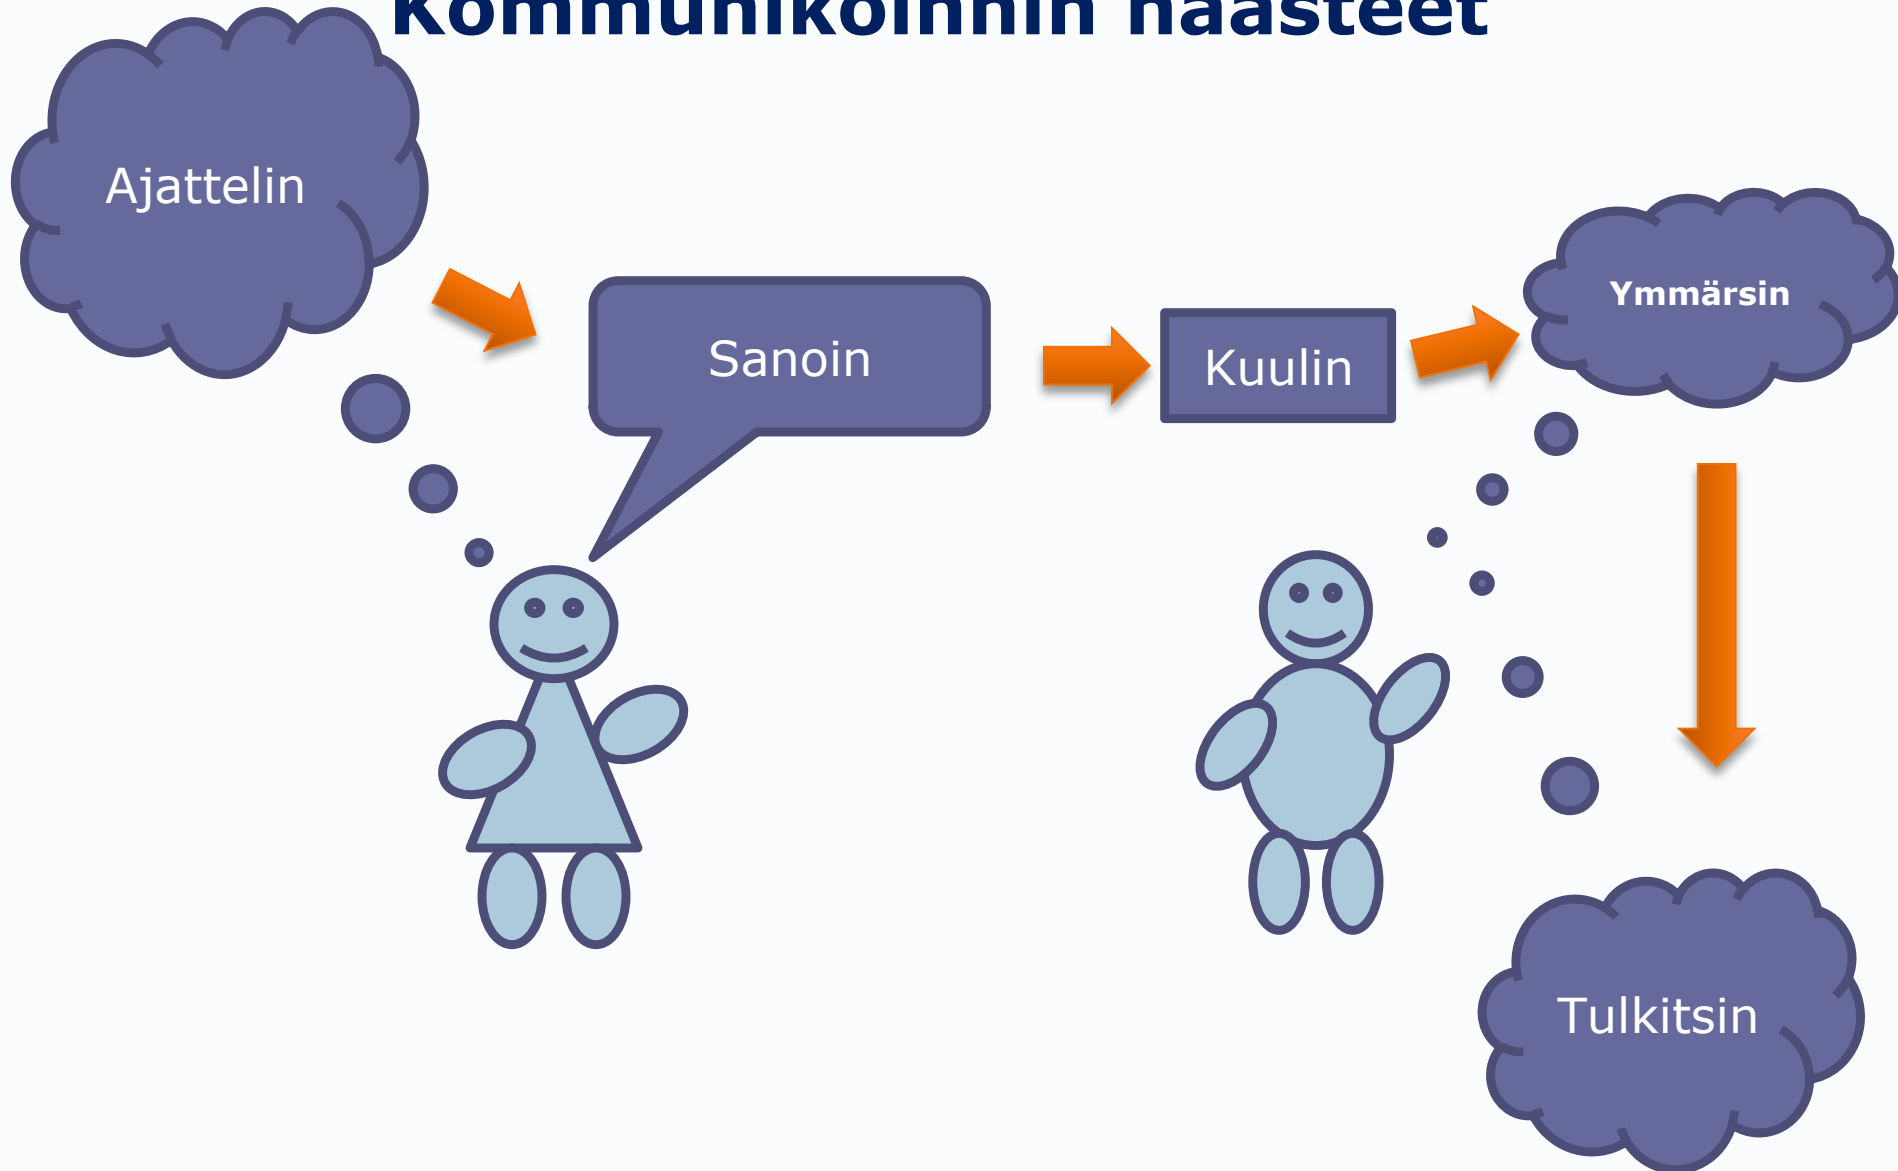 Kommunikoinnin haasteet
Ajattelin
Sanoin
Kuulin
Ymmärsin
Tulkitsin